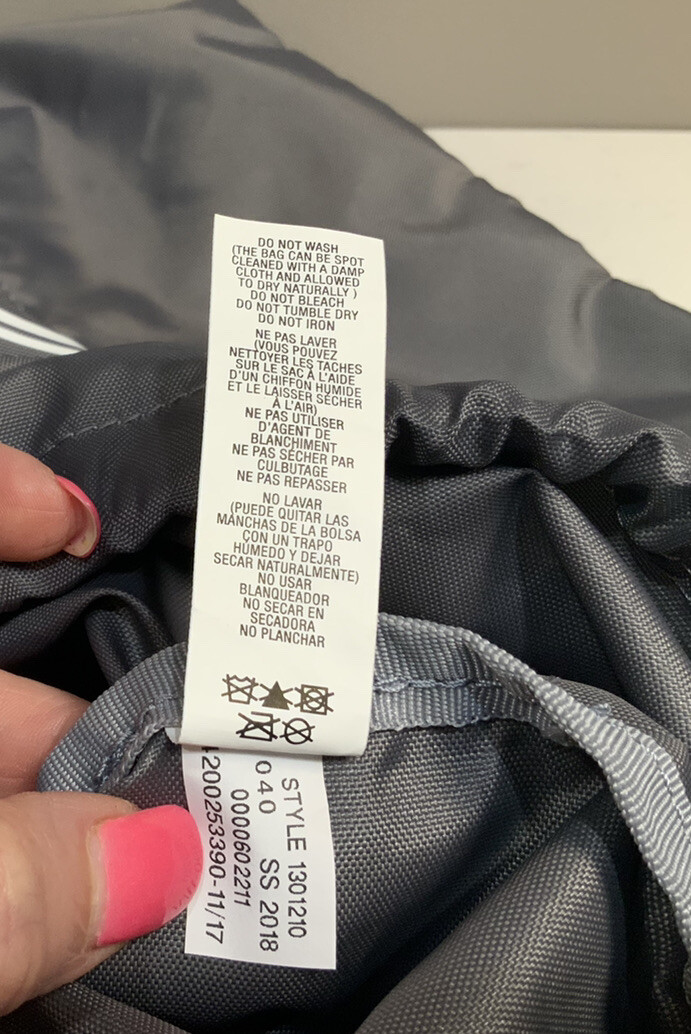 DO NOT WASH
(THE BAG CAN BE SPOT
CLEANED WITH A DAMP
CLOTH AND ALLOWED
TO DRY NATURALLY )
DO NOT BLEACH
DO NOT TUMBLE DRY
DO NOT IRON
NE PAS LAVER
(VOUS POUVEZ
NETTOYER LES TACHES
SUR LE SAC À L'AIDE
D'UN CHIFFON HUMIDE
ET LE LAISSER SÉCHER
À L'AIR)
NE PAS UTILISER
D'AGENT DE
BLANCHIMENT
NE PAS SÉCHER PAR
CULBUTAGE
NE PAS REPASSER
NO LAVAR
(PUEDE QUITAR LAS
MANCHAS DE LA BOLSA
CON UN TRAPO
HÚMEDO Y DEJAR
SECAR NATURALMENTE)
NO USAR
BLANQUEADOR
NO SECAR EN
SECADORA
NO PLANCHAR
STYLE 1301210
040 SS 2018
0000602211
200253390-11/17